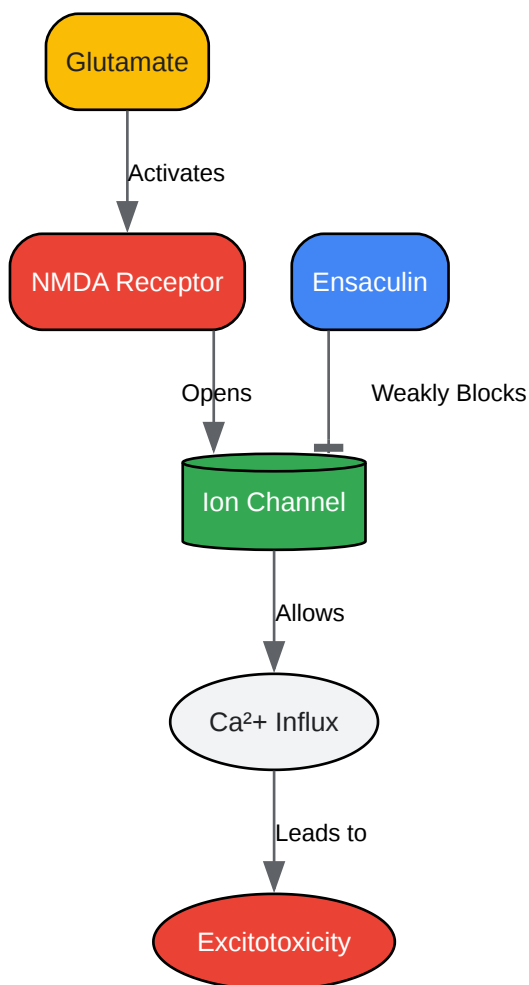 Glutamate
Activates
NMDA Receptor
Ensaculin
Opens
Weakly Blocks
Ion Channel
Allows
Ca²+ Influx
Leads to
Excitotoxicity